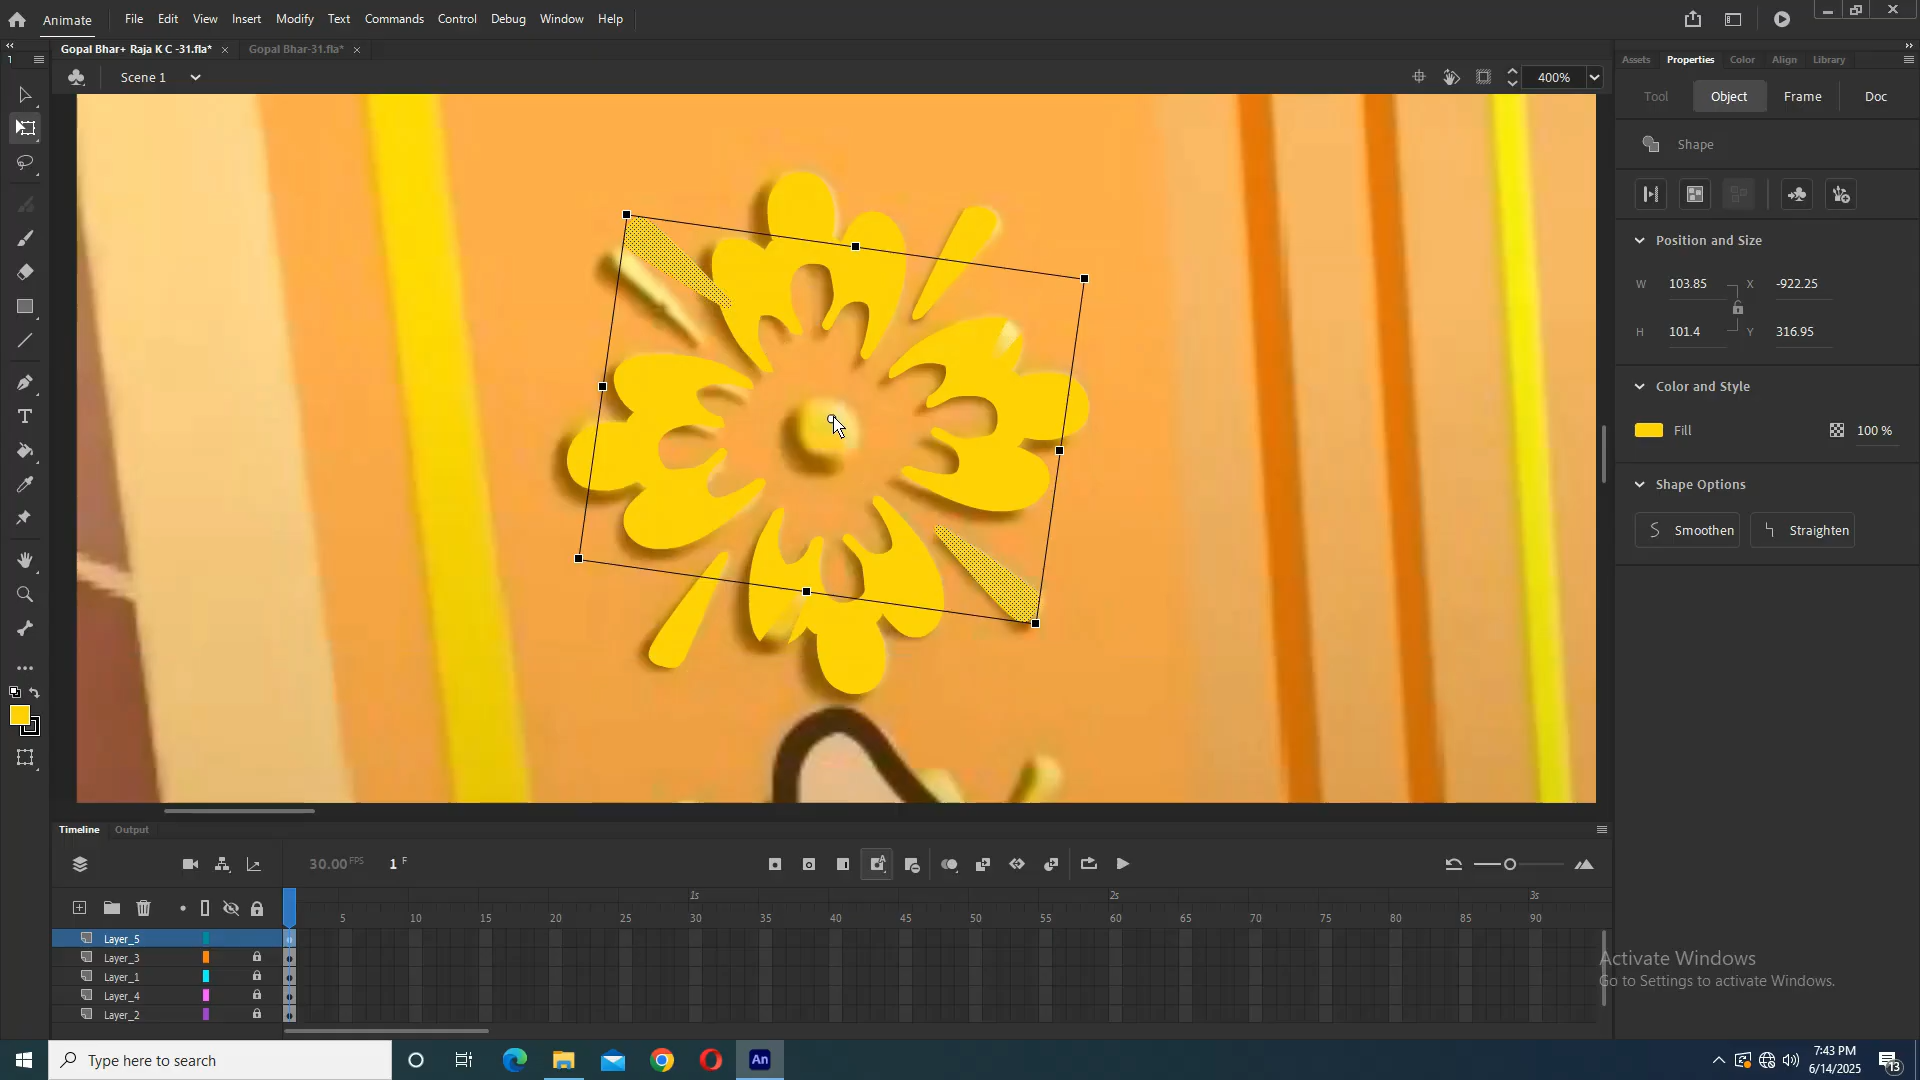 Animate File Edit View Insert Modify Text Commands Control Debug Window Help
Gopal Bhar+ Raja K C -31.fla* × Gopal Bhar-31.fla* ×
1
Scene 1 400%
Assets Properties Color Align Library
Tool Object Frame Doc
Shape
Position and Size
W 103.85 X -922.25
H 101.4 Y 316.95
Color and Style
Fill 100 %
Shape Options
Smoothen Straighten
Timeline Output
30.00 FPS 1 F
1s 2s 3s
5 10 15 20 25 30 35 40 45 50 55 60 65 70 75 80 85 90
Layer_5
Layer_3
Layer_1
Layer_4
Layer_2
Activate Windows
Go to Settings to activate Windows.
Type here to search
An
7:43 PM
6/14/2025
13